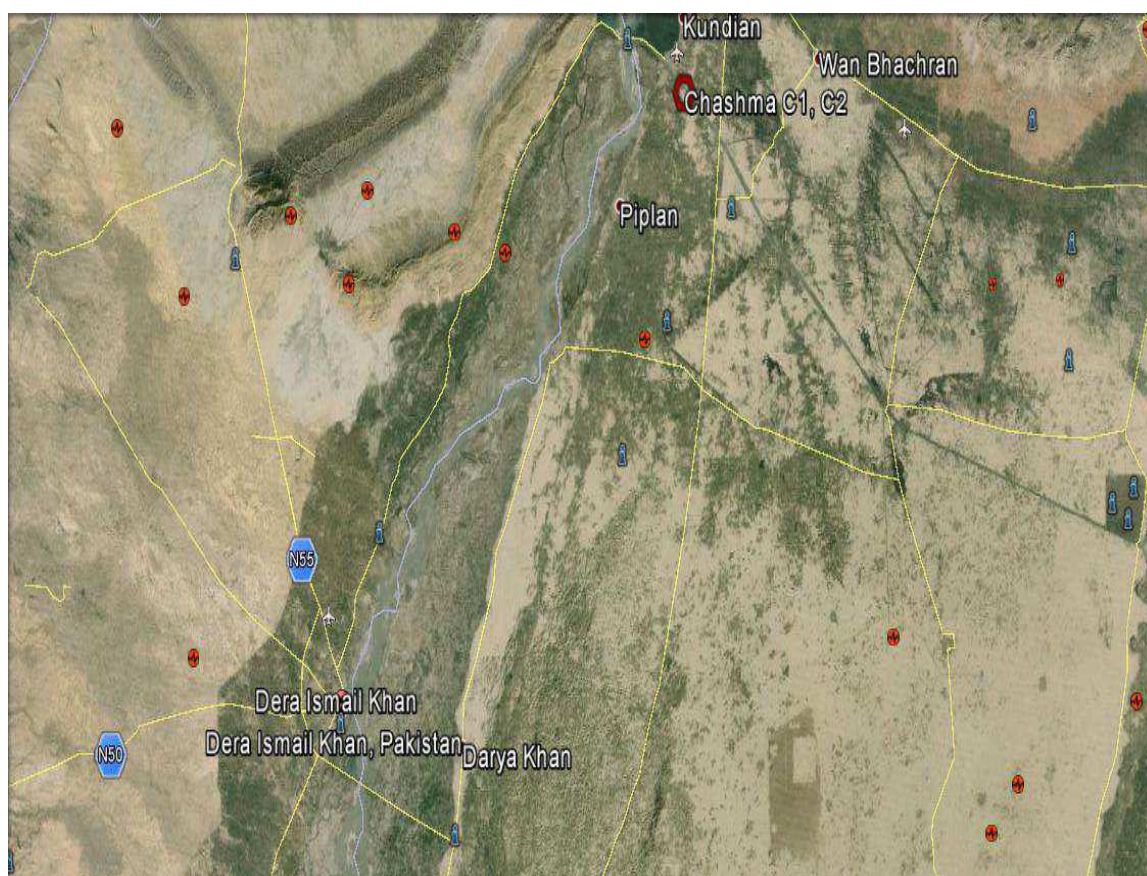 Kundian
Wan Bhachran
Chashma C1, C2
Piplan
N55
Dera Ismail Khan
Dera Ismail Khan, Pakistan
Darya Khan
N50